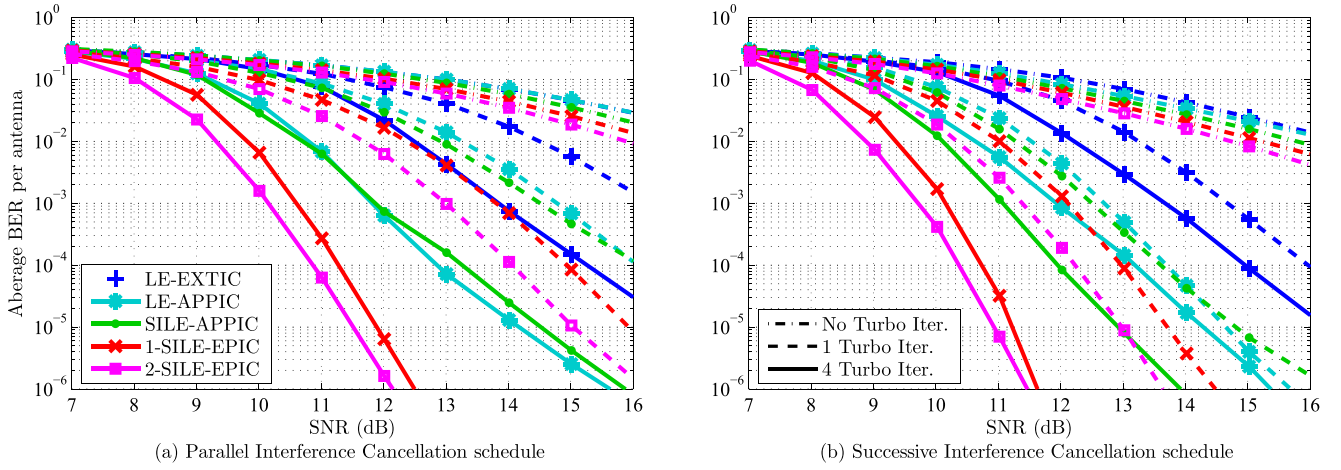 Aberage BER per antenna
10^0
10^-1
10^-2
10^-3
10^-4
10^-5
10^-6
LE-EXTIC
LE-APPIC
SILE-APPIC
1-SILE-EPIC
2-SILE-EPIC
7 8 9 10 11 12 13 14 15 16
SNR (dB)
(a) Parallel Interference Cancellation schedule
10^0
10^-1
10^-2
10^-3
10^-4
10^-5
10^-6
No Turbo Iter.
1 Turbo Iter.
4 Turbo Iter.
7 8 9 10 11 12 13 14 15 16
SNR (dB)
(b) Successive Interference Cancellation schedule